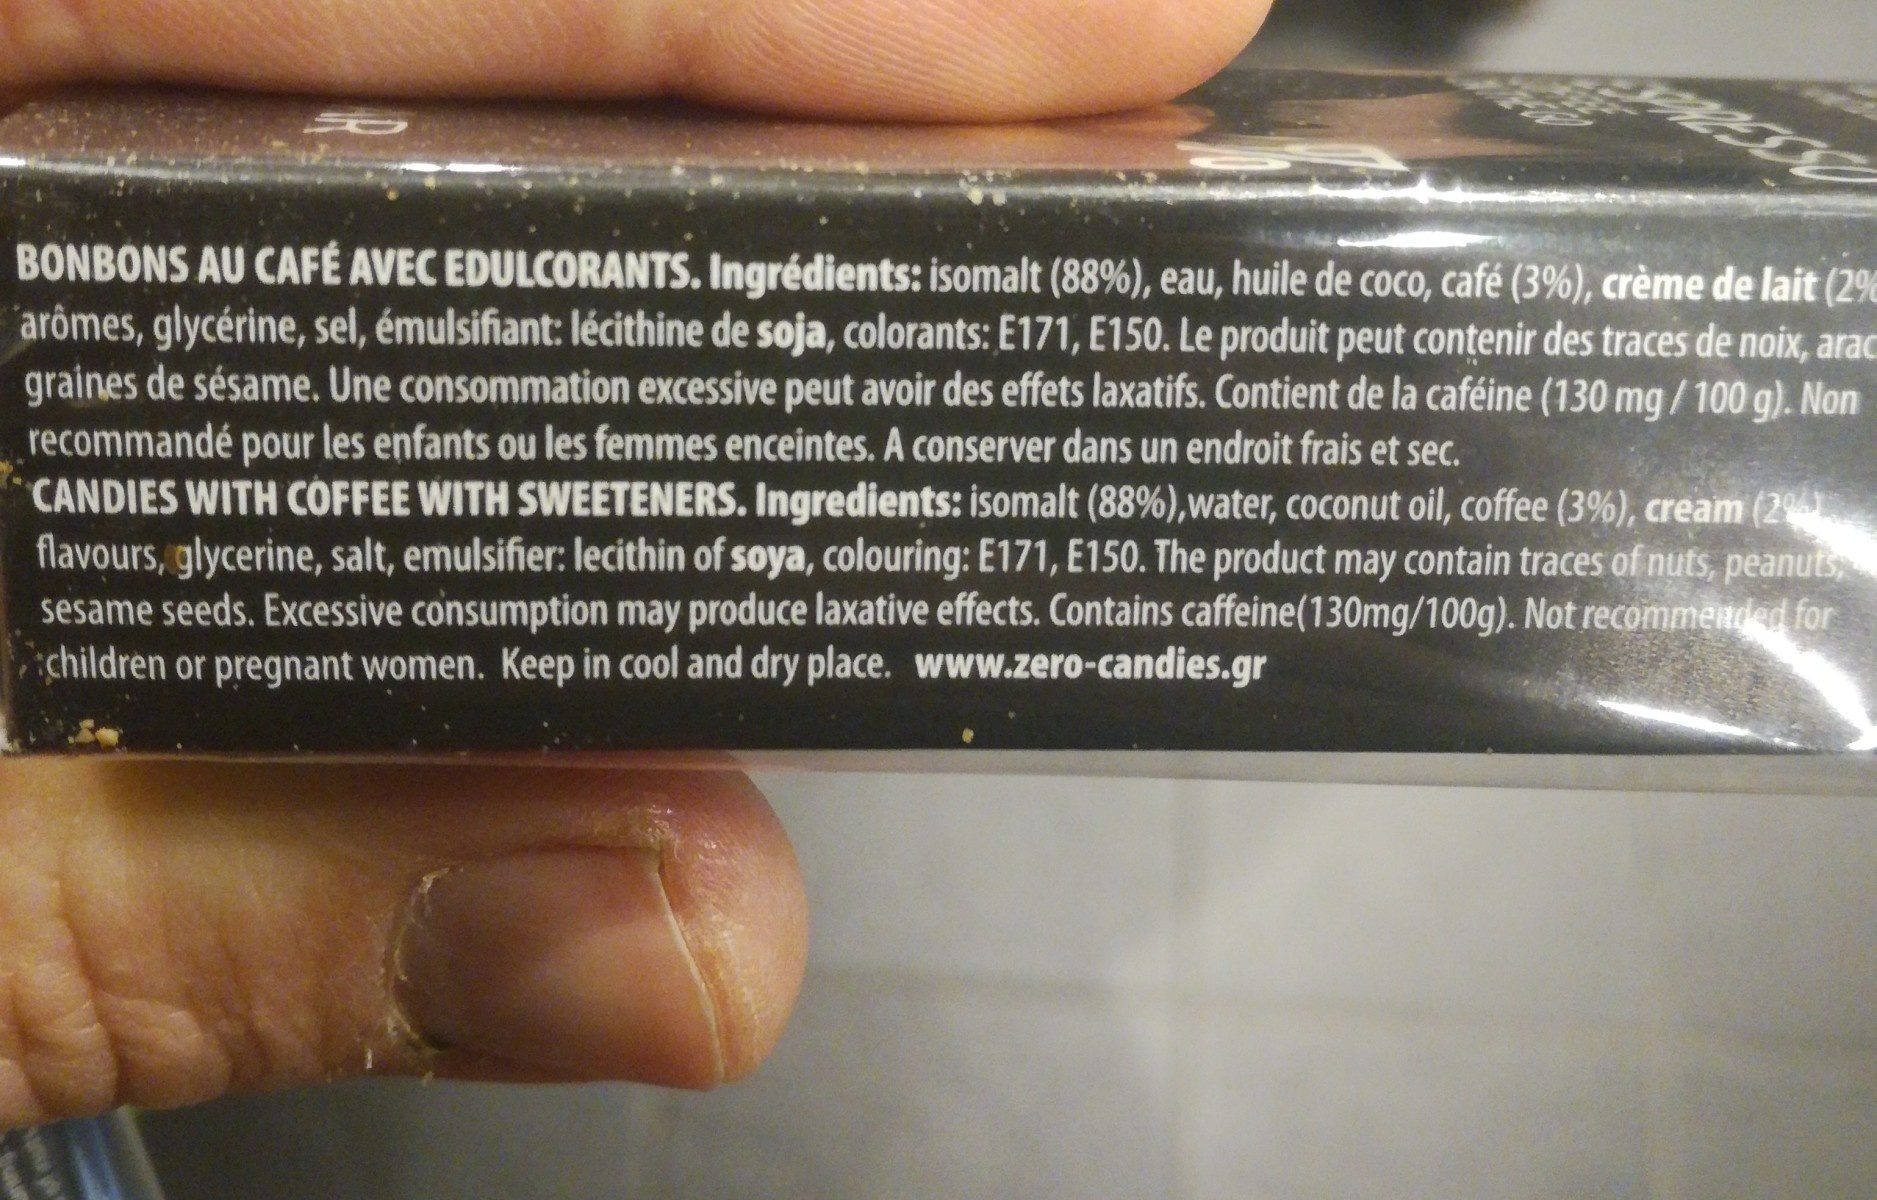 ESPRESSO
0%
BONBONS AU CAFÉ AVEC EDULCORANTS. Ingrédients: isomalt (88%), eau, huile de coco, café (3%), crème de lait (2%
arômes, glycérine, sel, émulsifiant: lécithine de soja, colorants: E171, E150. Le produit peut contenir des traces de noix, arac
graines de sésame. Une consommation excessive peut avoir des effets laxatifs. Contient de la caféine (130 mg / 100 g). Non
recommandé pour les enfants ou les femmes enceintes. A conserver dans un endroit frais et sec.
CANDIES WITH COFFEE WITH SWEETENERS. Ingredients: isomalt (88%),water, coconut oil, coffee (3%), cream (2%)
flavours, glycerine, salt, emulsifier: lecithin of soya, colouring: E171, E150. The product may contain traces of nuts, peanuts,
sesame seeds. Excessive consumption may produce laxative effects. Contains caffeine(130mg/100g). Not recommended for
children or pregnant women. Keep in cool and dry place. www.zero-candies.gr